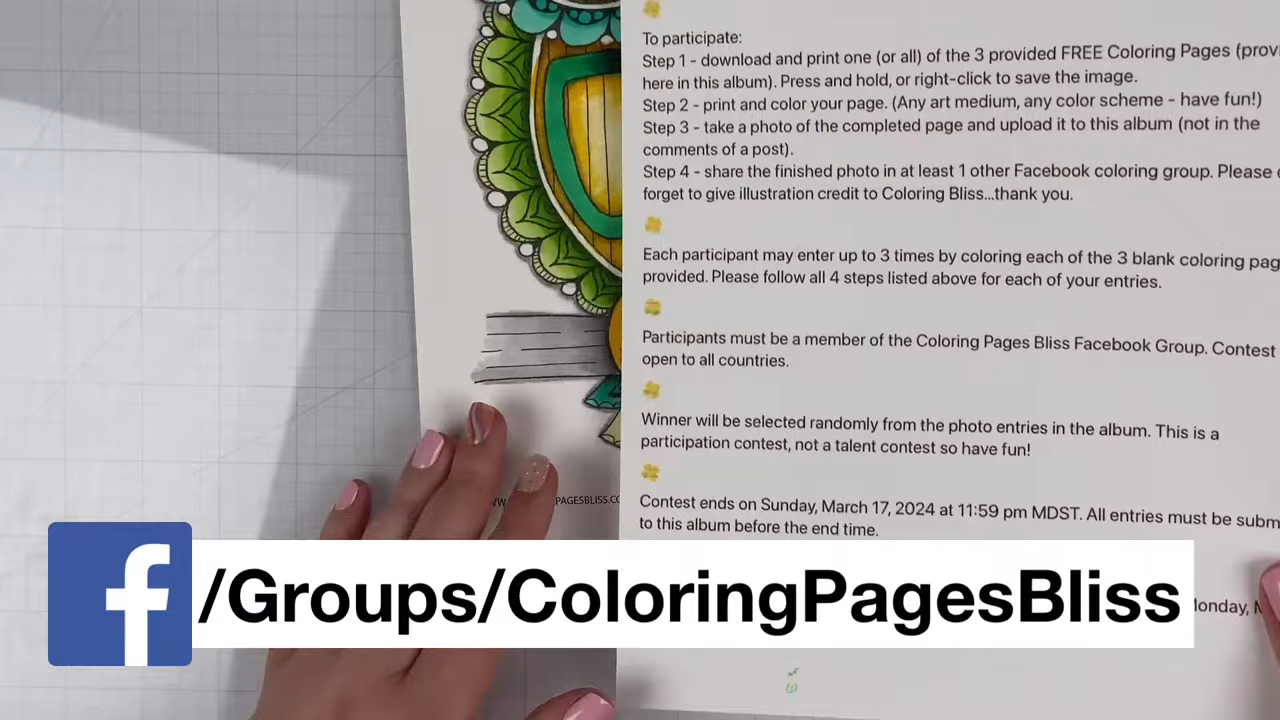 To participate:
Step 1 - download and print one (or all) of the 3 provided FREE Coloring Pages
here in this album). Press and hold, or right-click to save the image.
Step 2 - print and color your page. (Any art medium, any color scheme - have fun!)
Step 3 - take a photo of the completed page and upload it to this album (not in the
comments of a post).
Step 4 - share the finished photo in at least 1 other Facebook coloring group. Please
forget to give illustration credit to Coloring Bliss...thank you.
Each participant may enter up to 3 times by coloring each of the 3 blank coloring
provided. Please follow all 4 steps listed above for each of your entries.
Participants must be a member of the Coloring Pages Bliss Facebook Group. Contest
open to all countries.
Winner will be selected randomly from the photo entries in the album. This is a
participation contest, not a talent contest so have fun!
Contest ends on Sunday, March 17, 2024 at 11:59 pm MDST. All entries must be
to this album before the end time.
PAGESBLISS.CO
f /Groups/ColoringPagesBliss